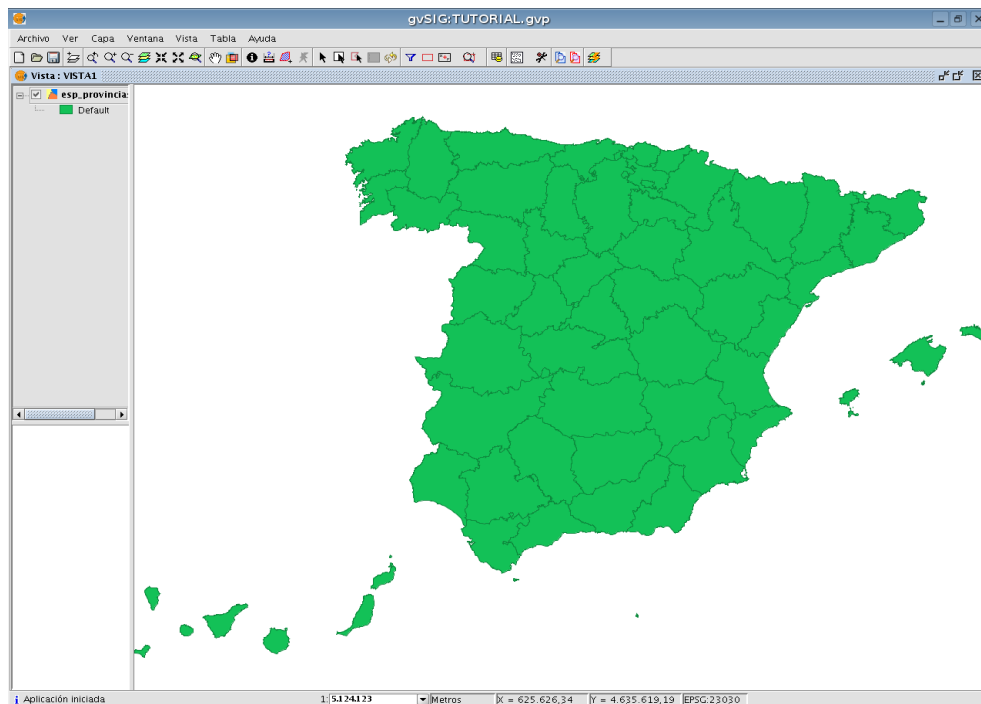 gvSIG:TUTORIAL.gvp
Archivo Ver Capa Ventana Vista Tabla Ayuda
Vista : VISTA1
esp_provincia:
Default
Aplicación iniciada 1: 5.124.123 Metros X = 625.626,34 Y = 4.635.619,19 EPSG:23030